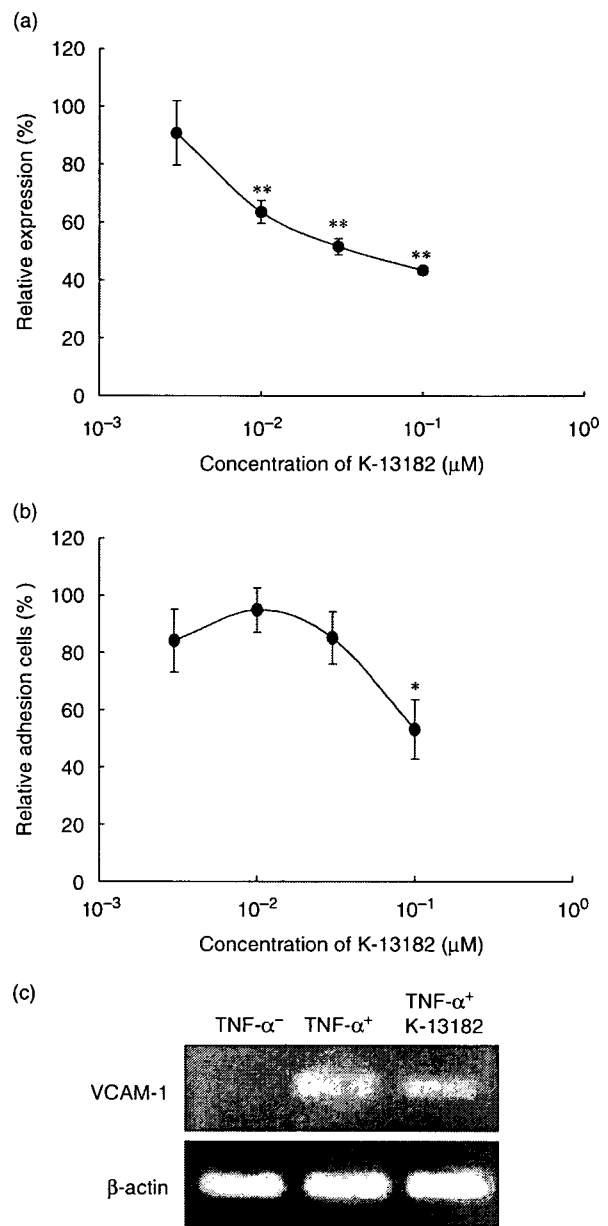 (a)
120
100
80
60
40
20
0
Relative expression (%)
**
**
**
10⁻³
10⁻²
10⁻¹
10⁰
Concentration of K-13182 (μM)
(b)
120
100
80
60
40
20
0
Relative adhesion cells (%)
*
10⁻³
10⁻²
10⁻¹
10⁰
Concentration of K-13182 (μM)
(c)
TNF-α⁻
TNF-α⁺
TNF-α⁺
K-13182
VCAM-1
β-actin